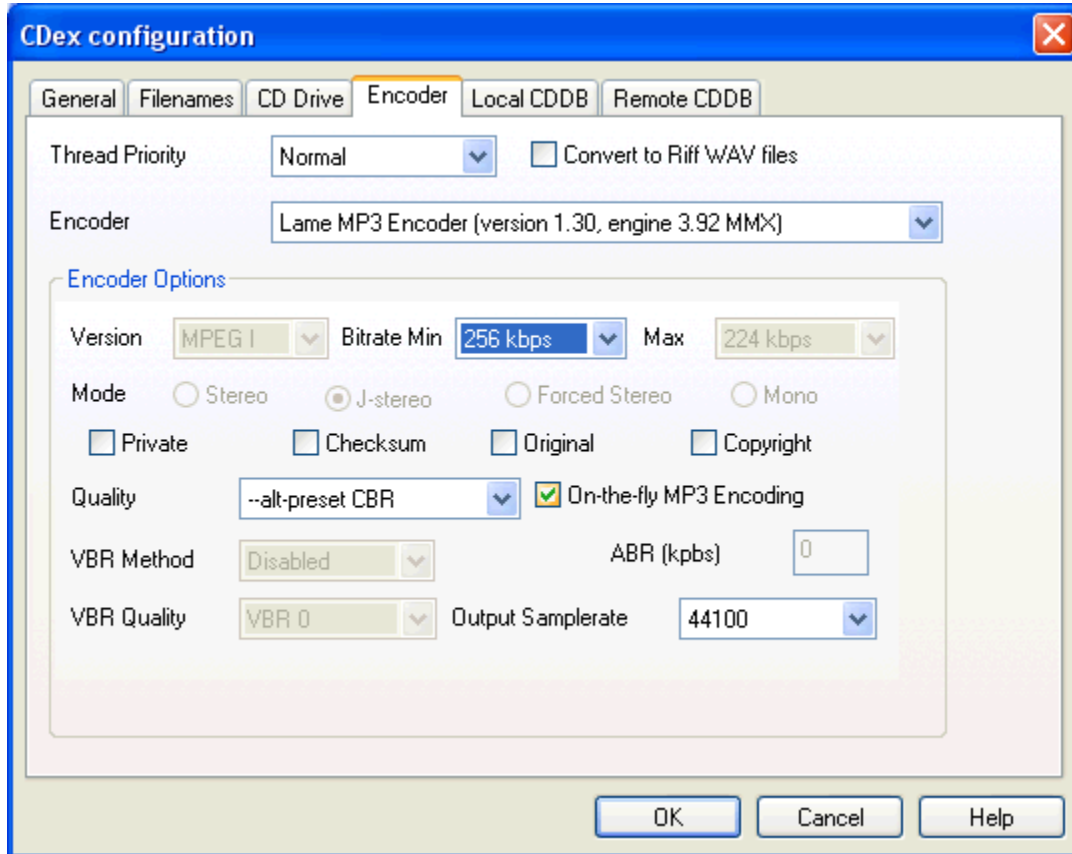 CDex configuration
General Filenames CD Drive Encoder Local CDDB Remote CDDB
Thread Priority Normal Convert to Riff WAV files
Encoder Lame MP3 Encoder (version 1.30, engine 3.92 MMX)
Encoder Options
Version MPEG I Bitrate Min 256 kbps Max 224 kbps
Mode Stereo J-stereo Forced Stereo Mono
Private Checksum Original Copyright
Quality --alt-preset CBR On-the-fly MP3 Encoding
VBR Method Disabled ABR (kpbs) 0
VBR Quality VBR 0 Output Samplerate 44100
OK Cancel Help